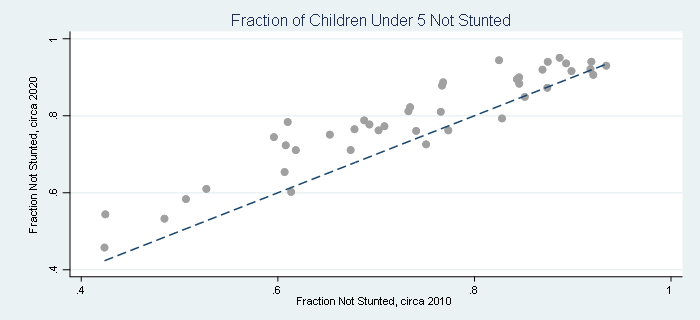 Fraction of Children Under 5 Not Stunted
Fraction Not Stunted, circa 2020
1
.8
.6
.4
.4
.6
.8
1
Fraction Not Stunted, circa 2010